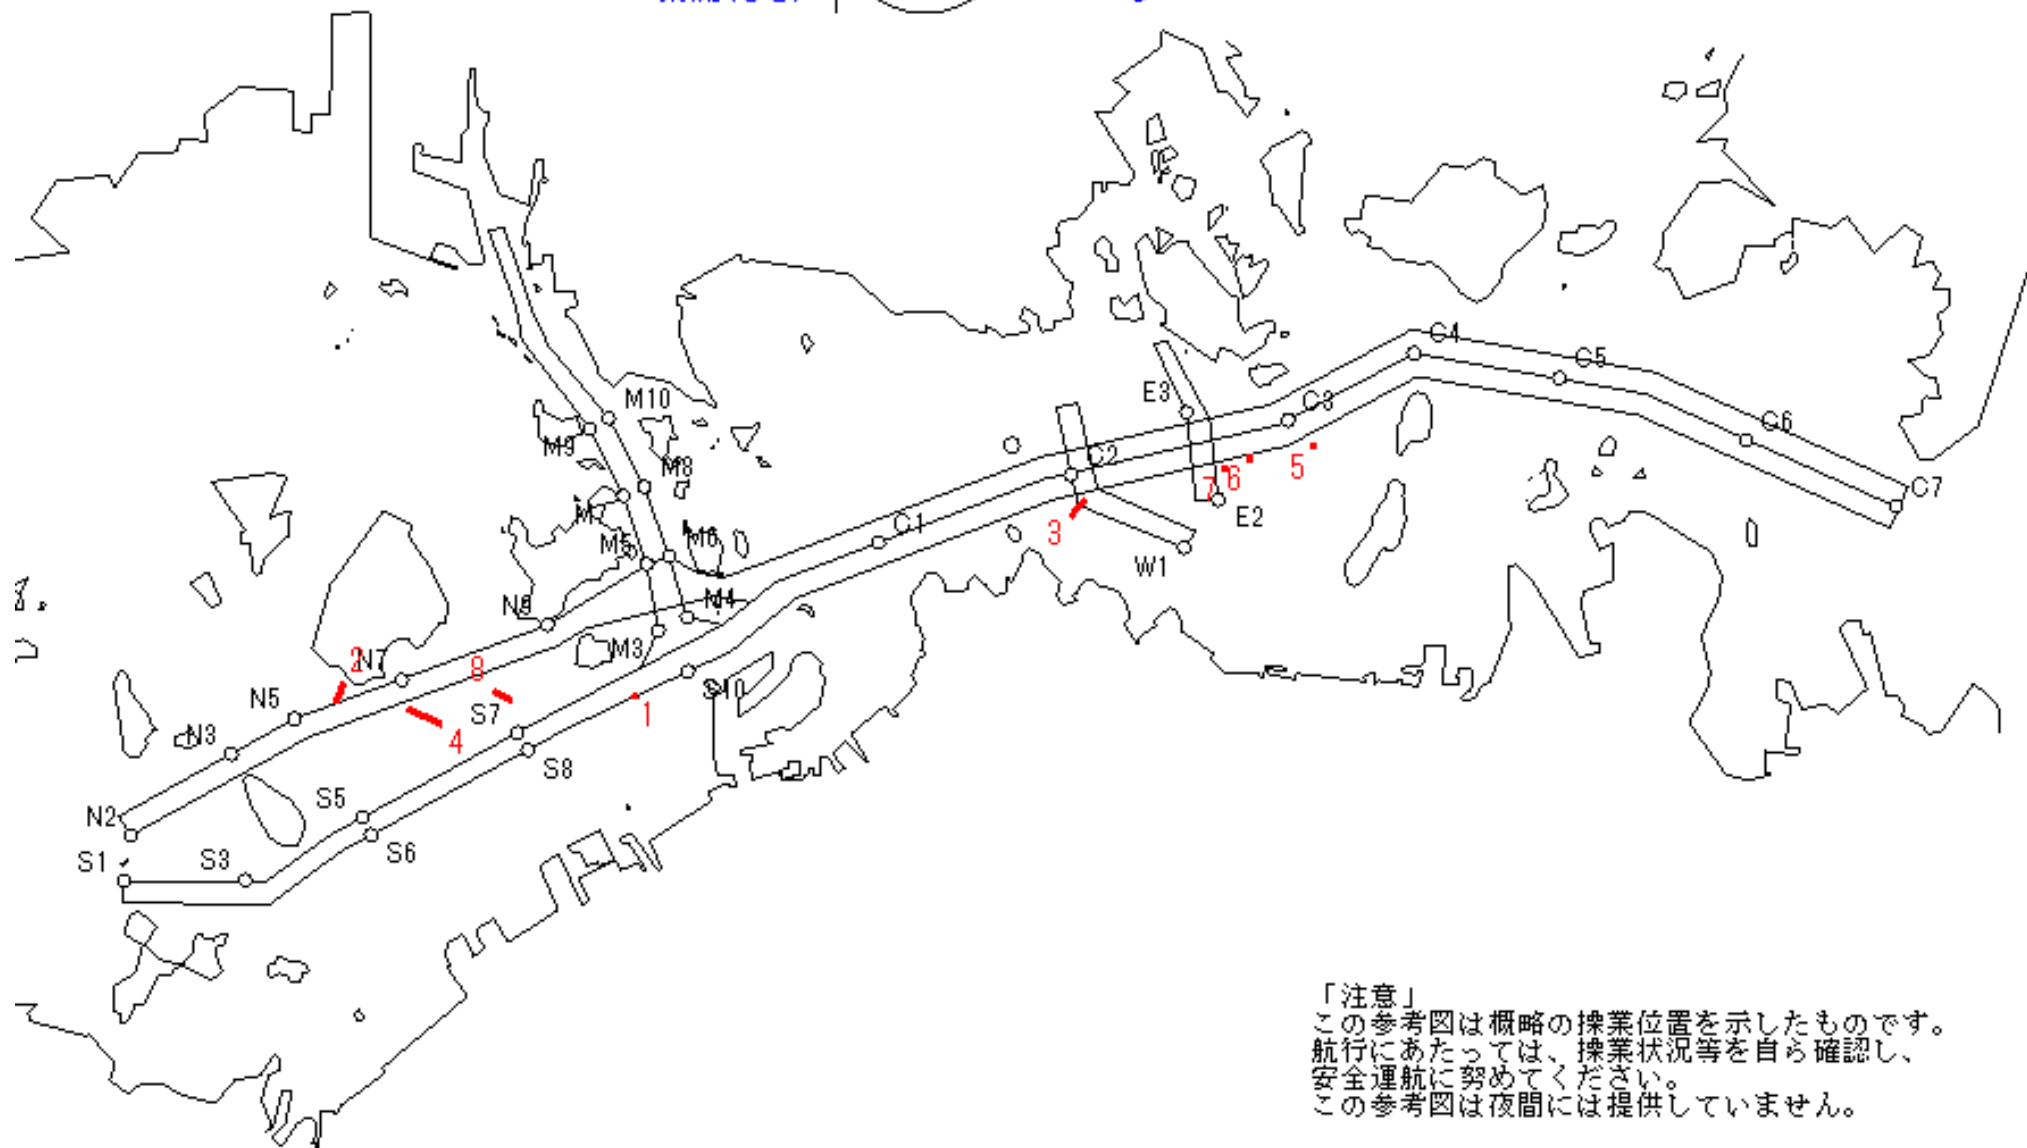 C4
C5
E3
C3
M10
C6
M9
C2
M8
6
5
7
C7
M7
E2
C1
3
M5
M6
W1
N9
M4
M3
2
N7
8
N5
S10
S7
1
N3
4
S8
S5
N2
S6
S1
S3
「注意」
この参考図は概略の操業位置を示したものです。
航行にあたっては、操業状況等を自ら確認し、
安全運航に努めてください。
この参考図は夜間には提供していません。